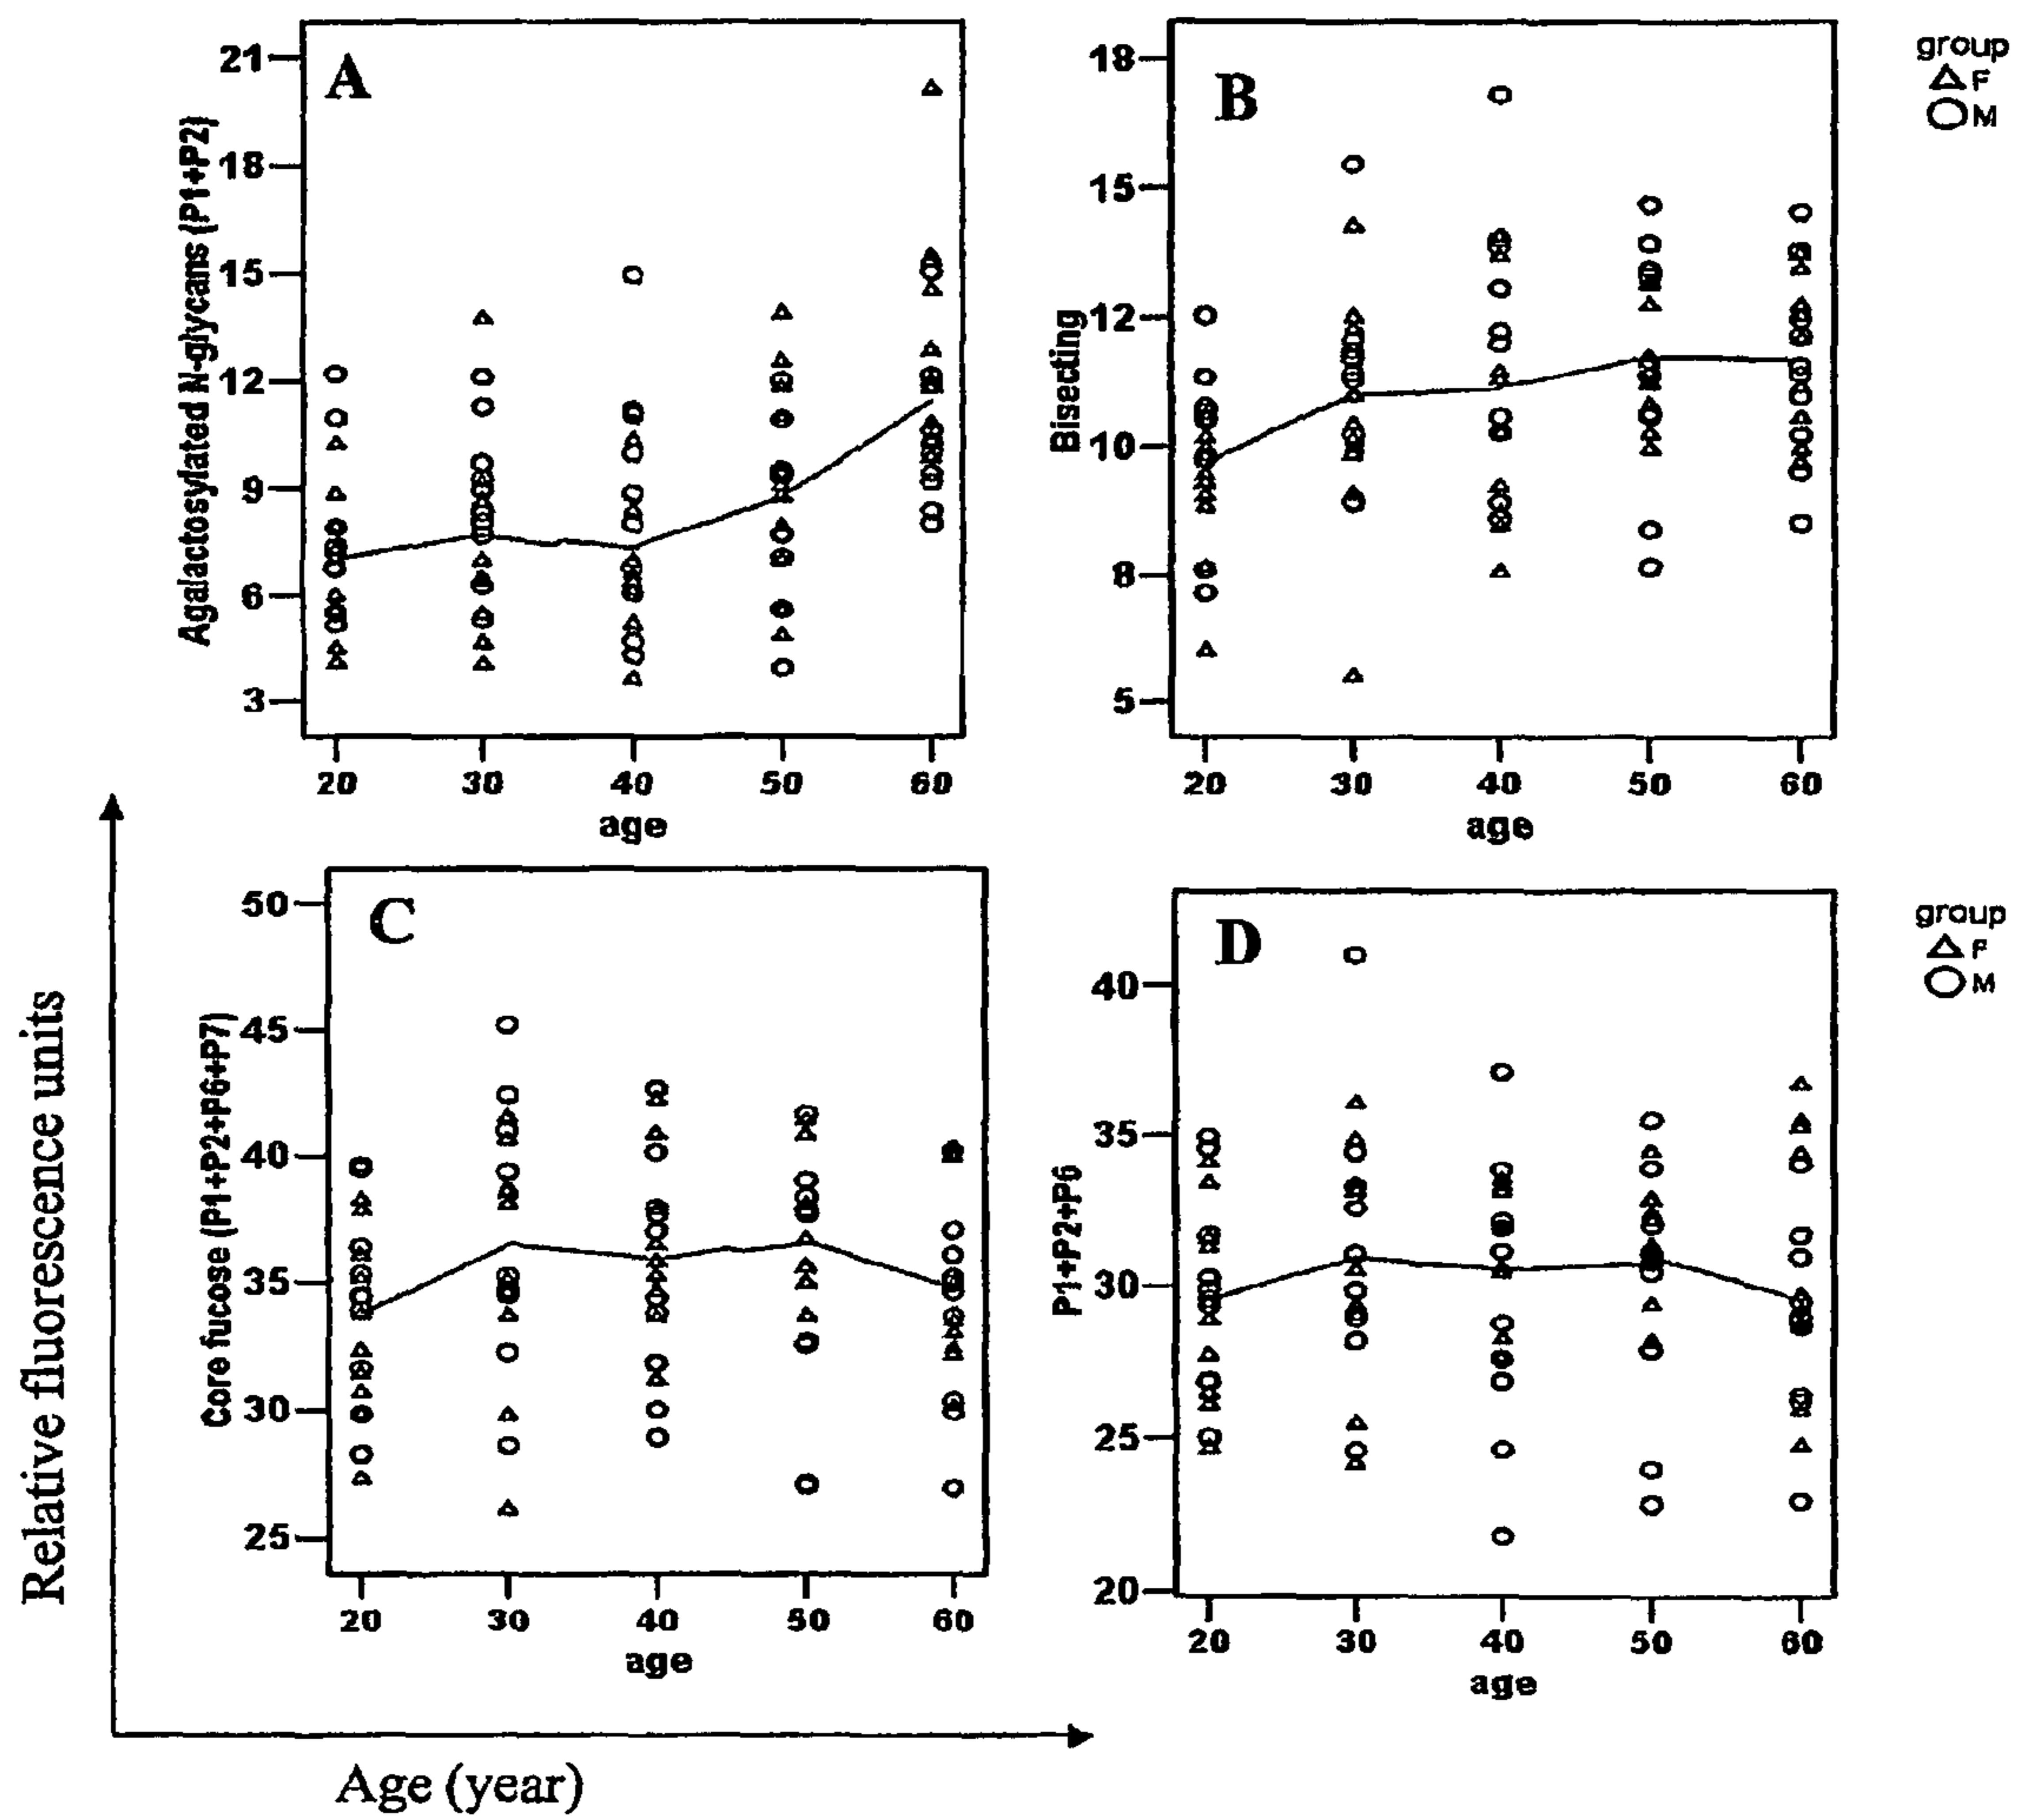 A
Agalactosylated N-glycans (P1+P2)
21
18
15
12
9
6
3
20 30 40 50 60
age
B
Bisecting
18
15
12
10
8
5
20 30 40 50 60
age
group
F
M
C
Core fucose (P1+P2+P6+P7)
50
45
40
35
30
25
20 30 40 50 60
age
D
P1+P2+P6
40
35
30
25
20
20 30 40 50 60
age
group
F
M
Relative fluorescence units
Age (year)